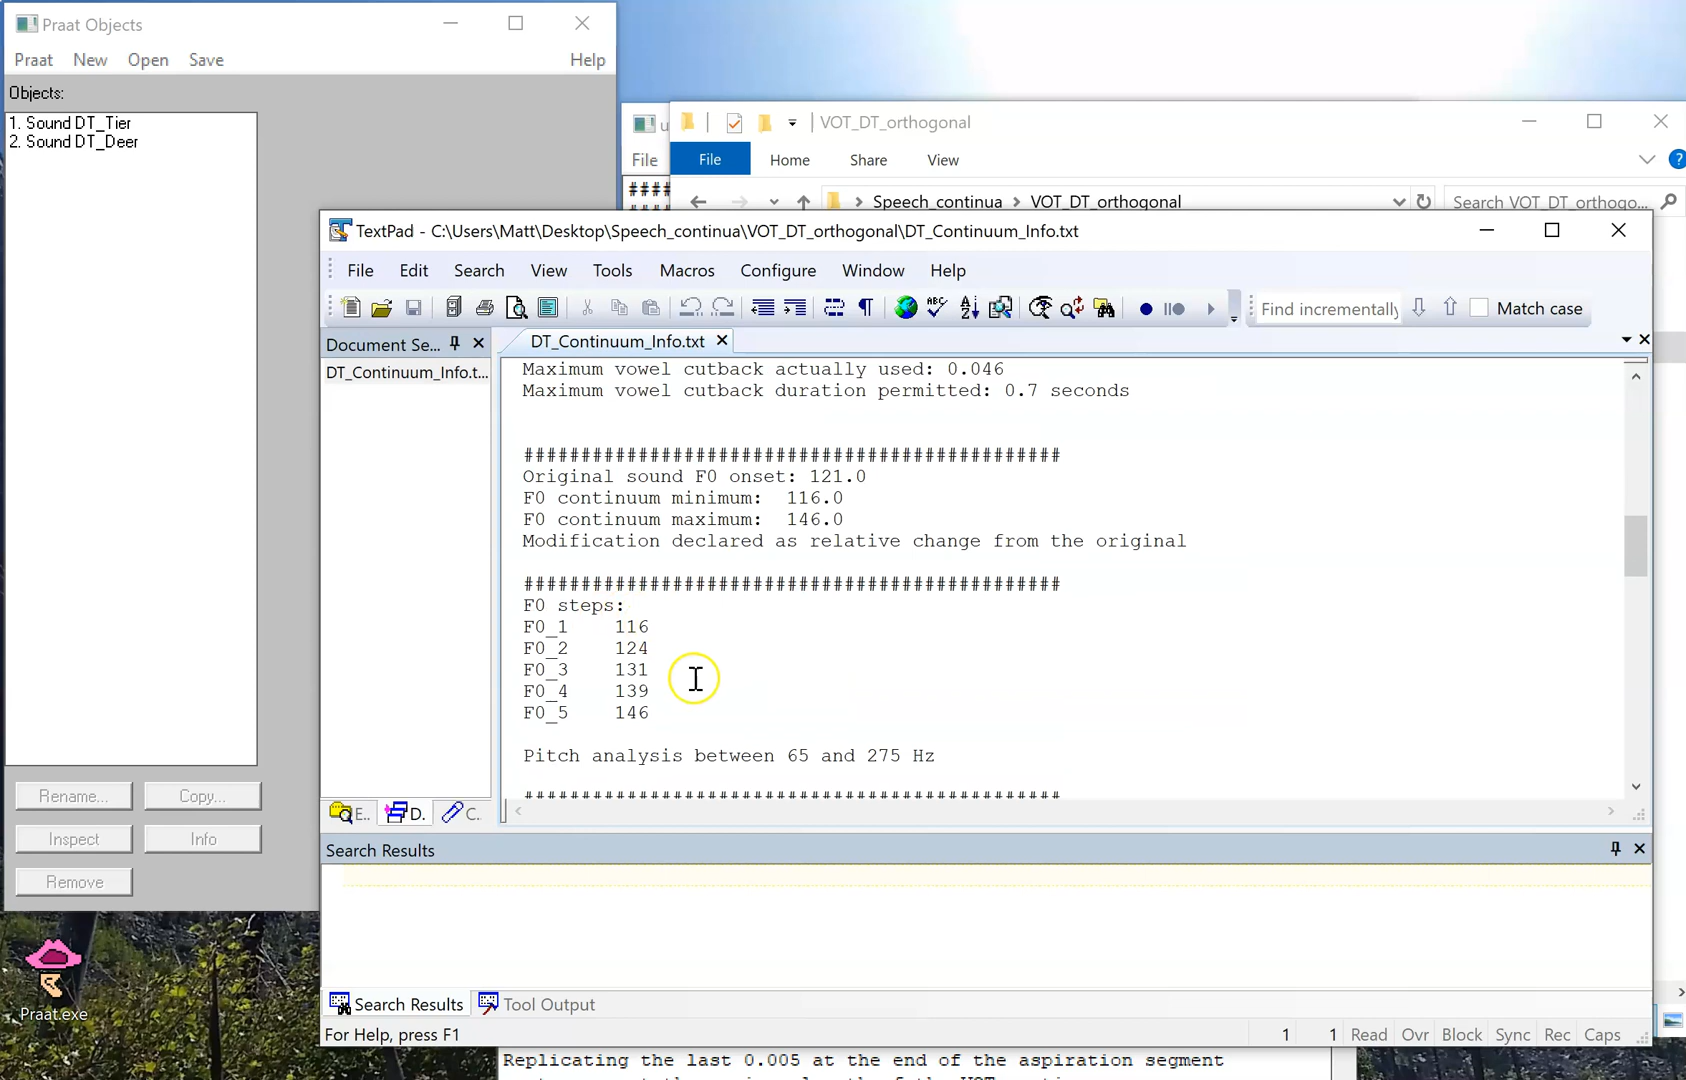 Praat Objects
Praat New Open Save Help
Objects:
1. Sound DT_Tier
2. Sound DT_Deer
Rename... Copy...
Inspect Info
Remove
Praat.exe
File
####
VOT_DT_orthogonal
File Home Share View
Speech_continua > VOT_DT_orthogonal
Search VOT_DT_orthogo...
TextPad - C:\Users\Matt\Desktop\Speech_continua\VOT_DT_orthogonal\DT_Continuum_Info.txt
File Edit Search View Tools Macros Configure Window Help
Find incrementally Match case
Document Se...
DT_Continuum_Info.t...
DT_Continuum_Info.txt
Maximum vowel cutback actually used: 0.046
Maximum vowel cutback duration permitted: 0.7 seconds
###############################################
Original sound F0 onset: 121.0
F0 continuum minimum: 116.0
F0 continuum maximum: 146.0
Modification declared as relative change from the original
###############################################
F0 steps:
F0_1 116
F0_2 124
F0_3 131
F0_4 139
F0_5 146
Pitch analysis between 65 and 275 Hz
###############################################
E.. D. C.
Search Results
Search Results Tool Output
For Help, press F1
1 1 Read Ovr Block Sync Rec Caps
Replicating the last 0.005 at the end of the aspiration segment